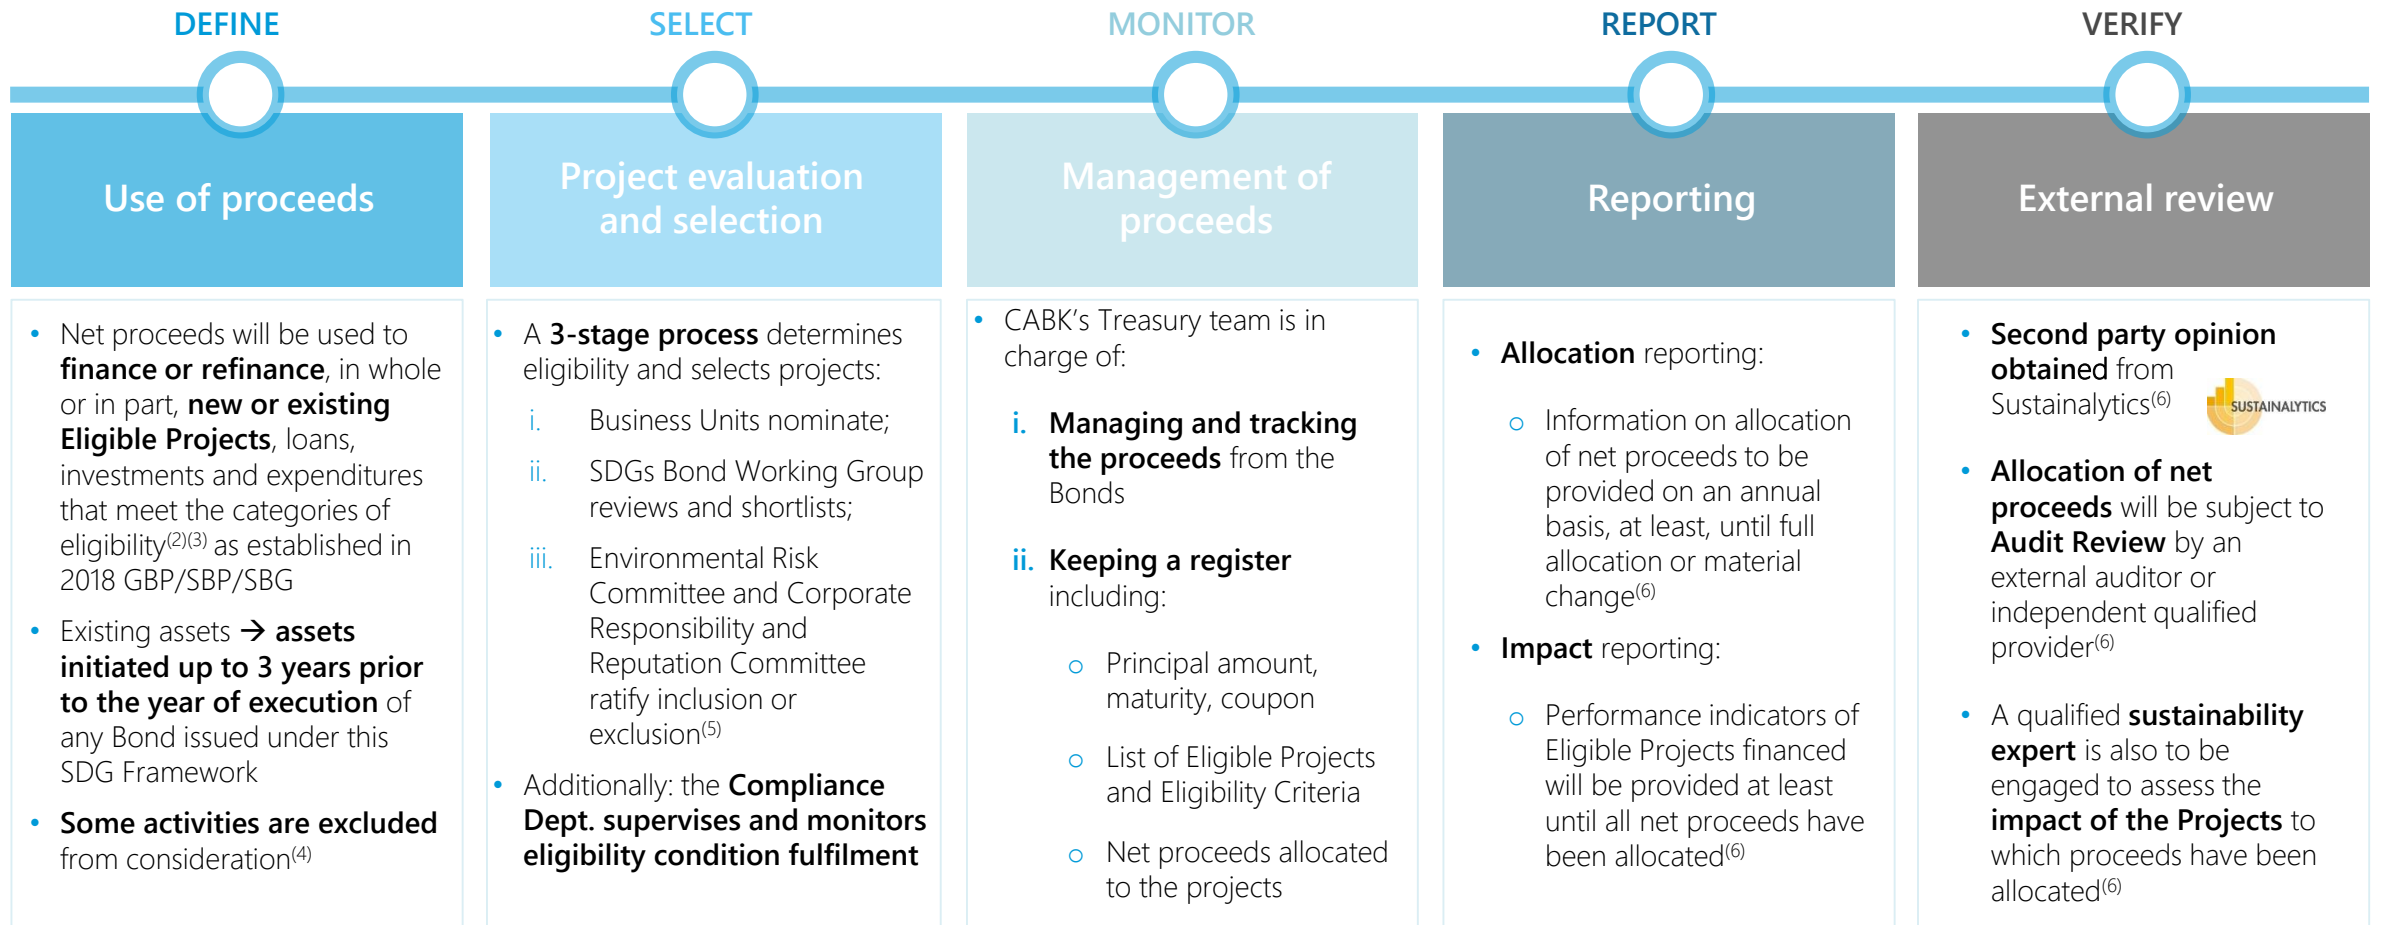 DEFINE
SELECT
MONITOR
REPORT
VERIFY
Use of proceeds
Project evaluation
and selection
Management of
proceeds
Reporting
External review
• Net proceeds will be used to
finance or refinance, in whole
or in part, new or existing
Eligible Projects, loans,
investments and expenditures
that meet the categories of
eligibility(2)(3) as established in
2018 GBP/SBP/SBG
• Existing assets → assets
initiated up to 3 years prior
to the year of execution of
any Bond issued under this
SDG Framework
• Some activities are excluded
from consideration(4)
• A 3-stage process determines
eligibility and selects projects:
i. Business Units nominate;
ii. SDGs Bond Working Group
reviews and shortlists;
iii. Environmental Risk
Committee and Corporate
Responsibility and
Reputation Committee
ratify inclusion or
exclusion(5)
• Additionally: the Compliance
Dept. supervises and monitors
eligibility condition fulfilment
• CABK's Treasury team is in
charge of:
i. Managing and tracking
the proceeds from the
Bonds
ii. Keeping a register
including:
o Principal amount,
maturity, coupon
o List of Eligible Projects
and Eligibility Criteria
o Net proceeds allocated
to the projects
• Allocation reporting:
o Information on allocation
of net proceeds to be
provided on an annual
basis, at least, until full
allocation or material
change(6)
• Impact reporting:
o Performance indicators of
Eligible Projects financed
will be provided at least
until all net proceeds have
been allocated(6)
• Second party opinion
obtained from
Sustainalytics(6)
SUSTAINALYTICS
• Allocation of net
proceeds will be subject to
Audit Review by an
external auditor or
independent qualified
provider(6)
• A qualified sustainability
expert is also to be
engaged to assess the
impact of the Projects to
which proceeds have been
allocated(6)